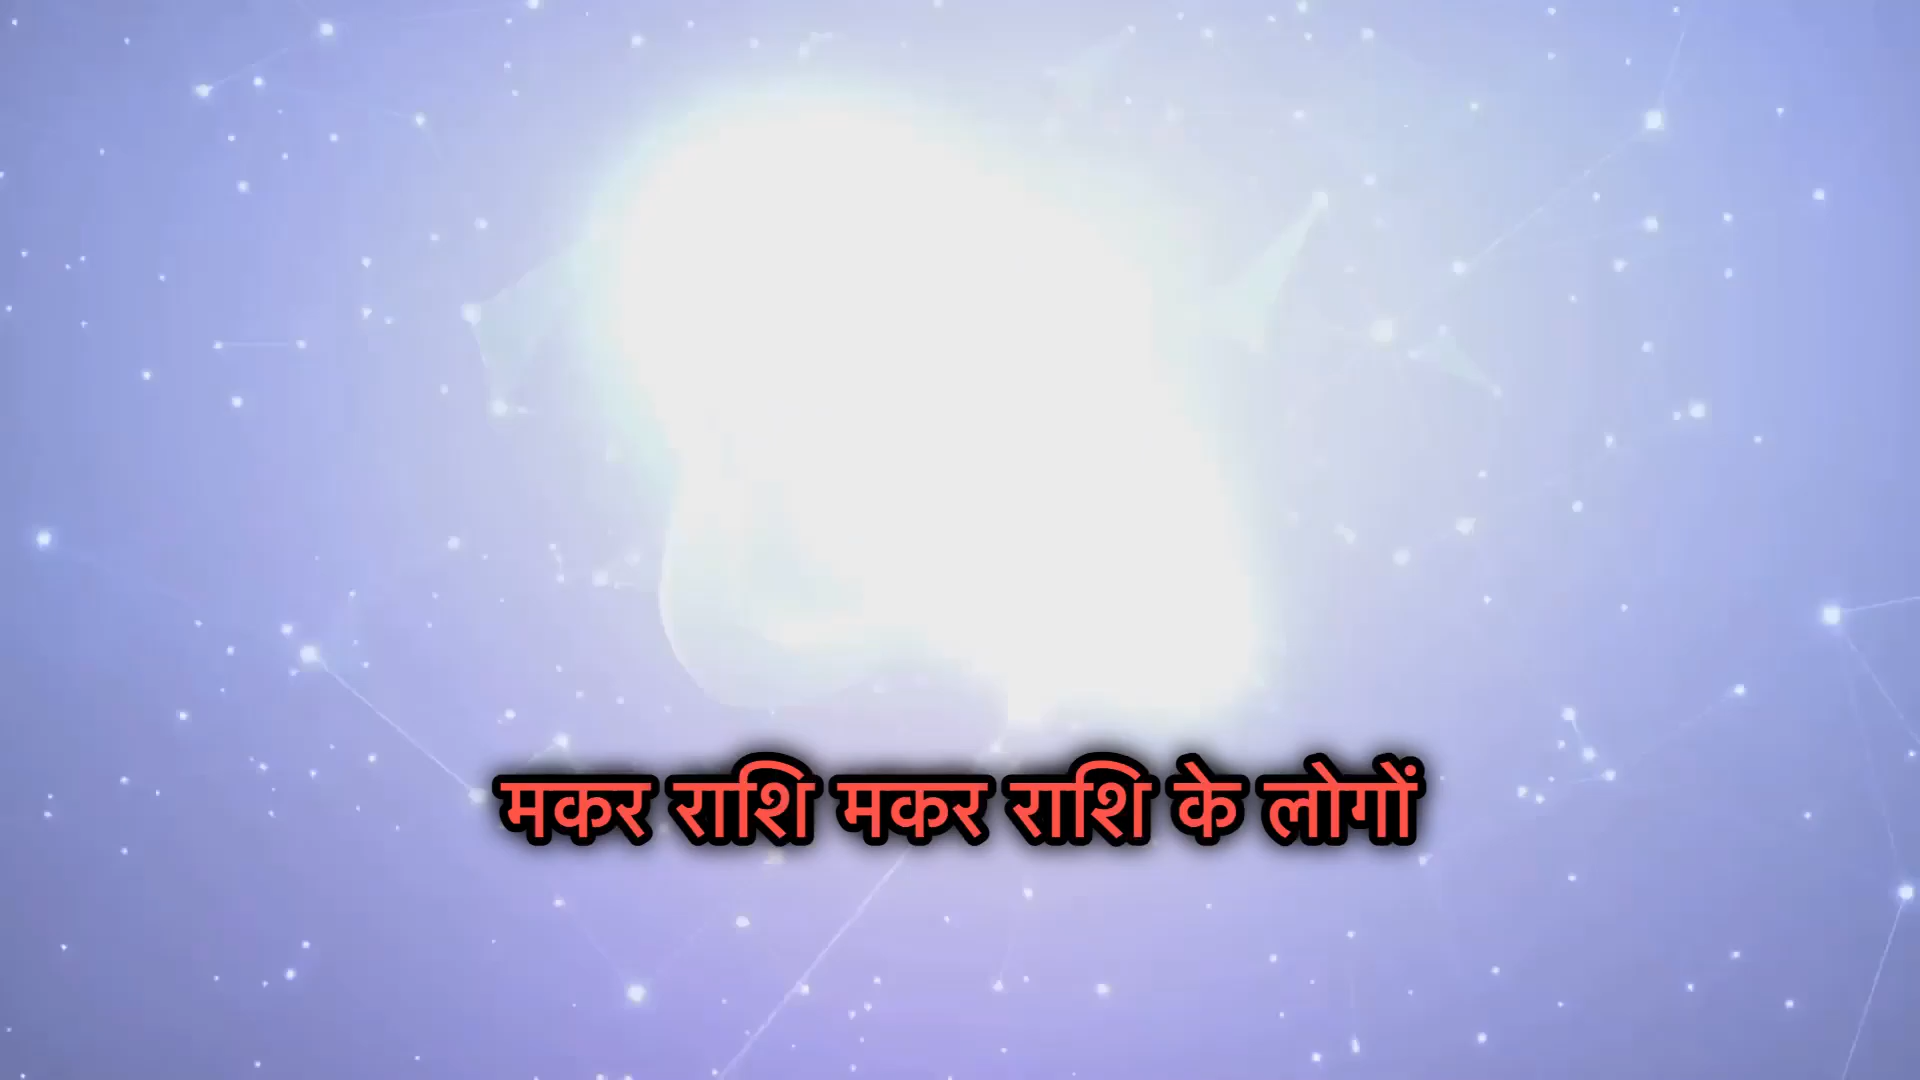 मकर राशि मकर राशि के लोगों